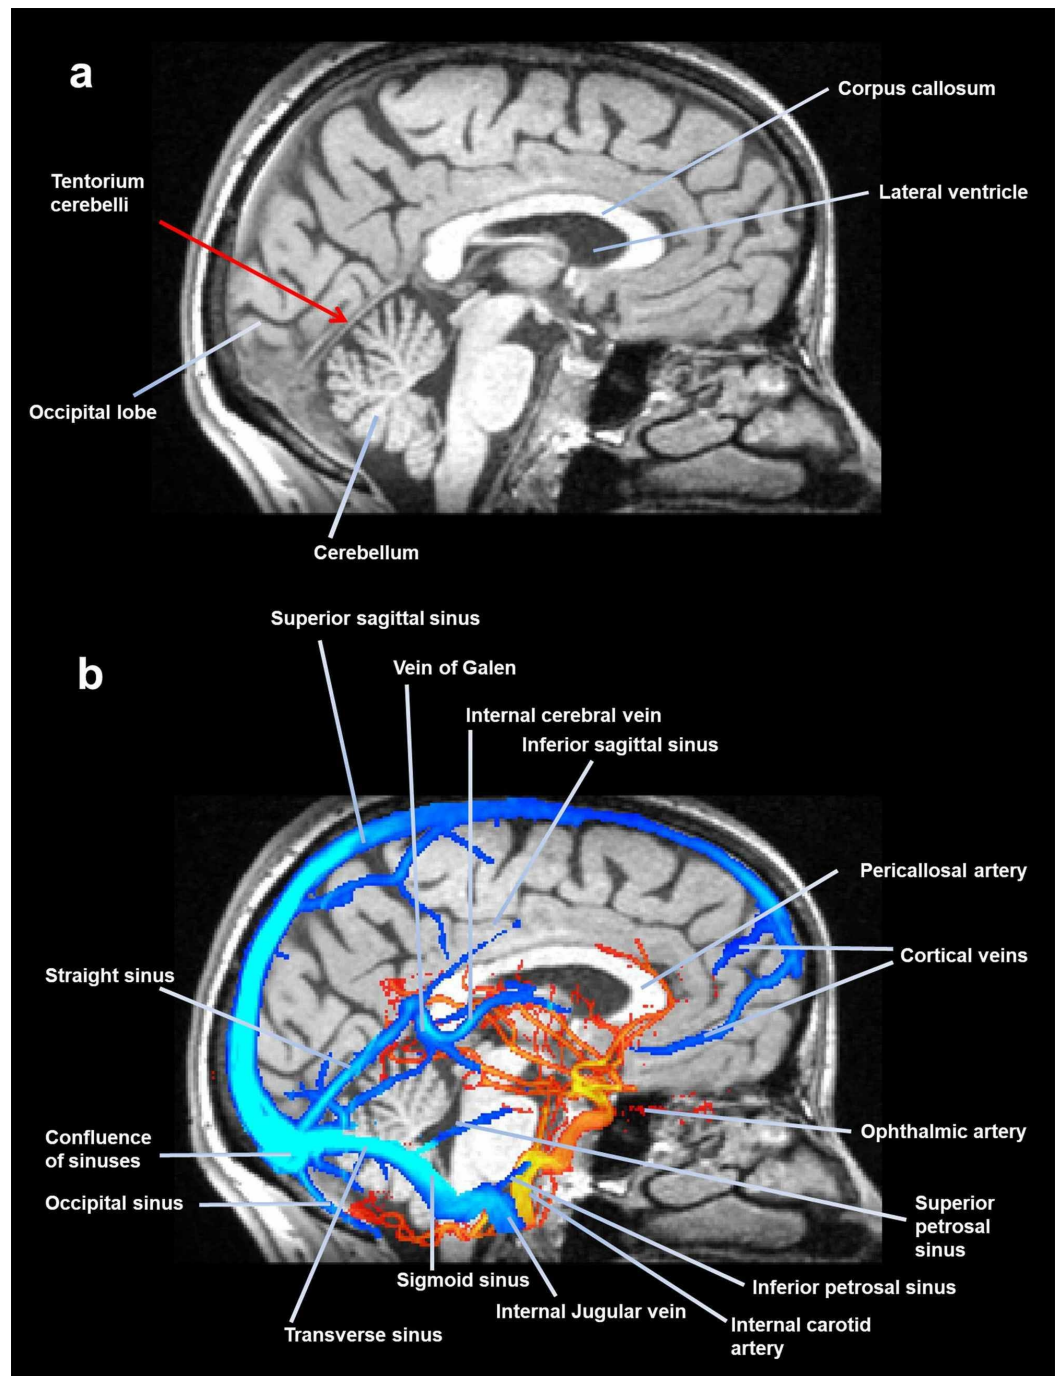 a
Corpus callosum
Lateral ventricle
Tentorium
cerebelli
Occipital lobe
Cerebellum
b
Superior sagittal sinus
Vein of Galen
Internal cerebral vein
Inferior sagittal sinus
Pericallosal artery
Cortical veins
Straight sinus
Confluence
of sinuses
Ophthalmic artery
Occipital sinus
Superior
petrosal
sinus
Sigmoid sinus
Inferior petrosal sinus
Internal Jugular vein
Internal carotid
artery
Transverse sinus